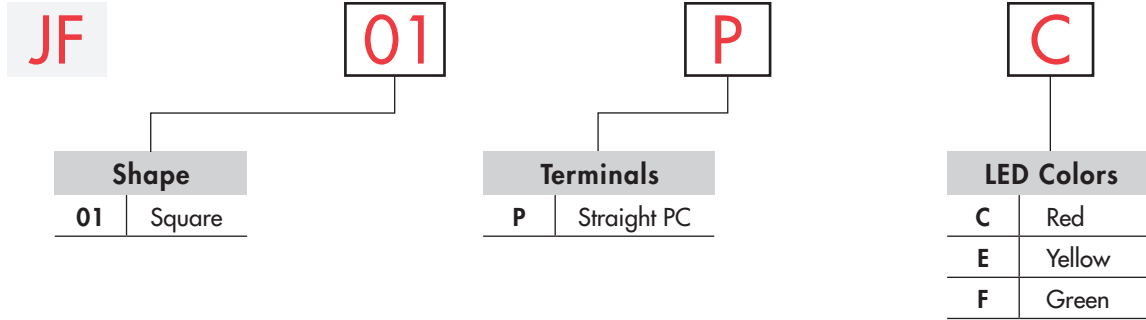 JF 01 P C
Shape Terminals LED Colors
01 Square P Straight PC C Red
E Yellow
F Green